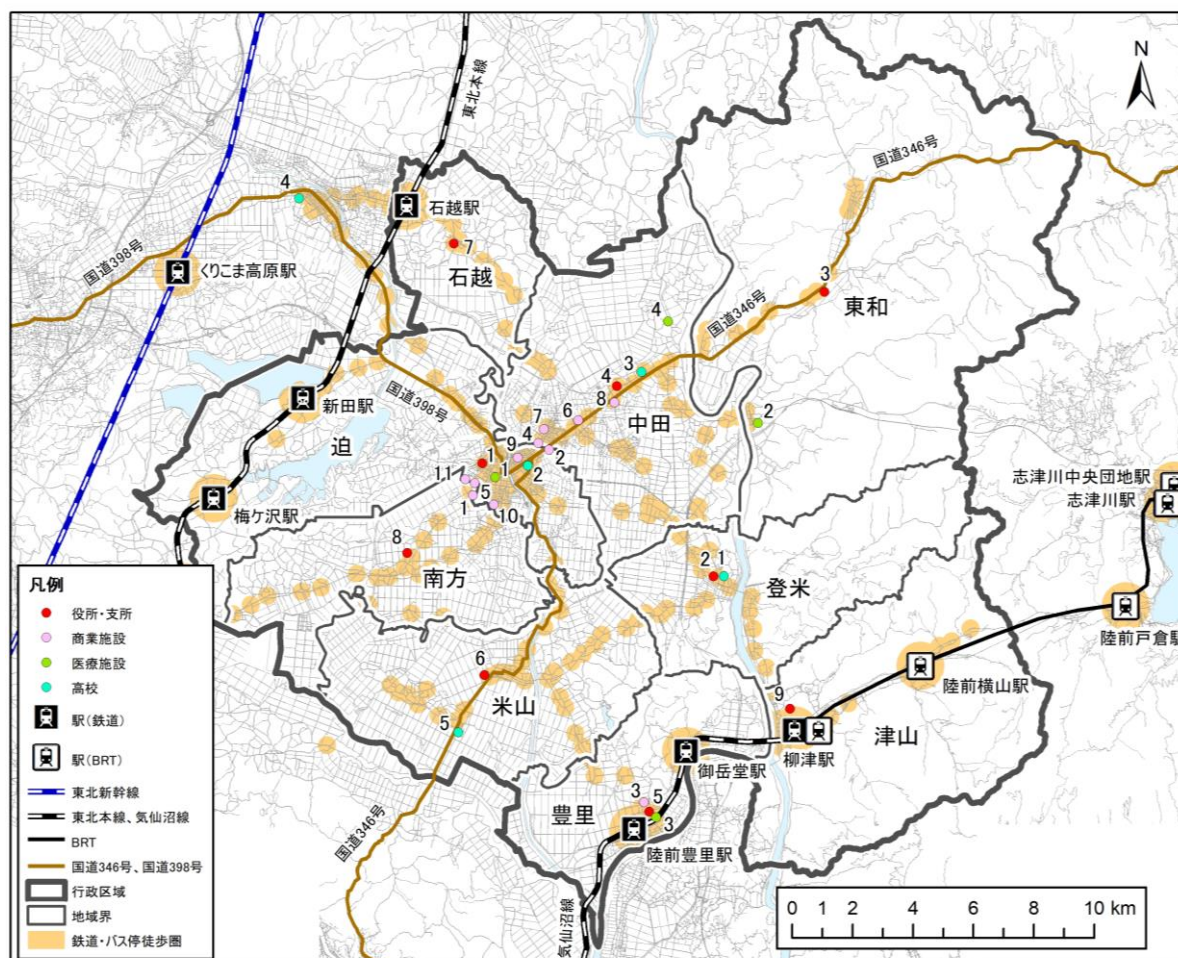 東北本線
N
国道346号
4
石越駅
7
石越
くりこま高原駅
国道398号
3
東和
4
国道346号
3
4
8
中田
国道398号
新田駅
迫
7
6
4
9
2
2
1
1
2
11
5
1
10
梅ケ沢駅
志津川中央団地駅
志津川駅
8
南方
2
1
登米
陸前戸倉駅
凡例
役所・支所
商業施設
医療施設
高校
駅(鉄道)
駅(BRT)
東北新幹線
東北本線、気仙沼線
BRT
国道346号、国道398号
行政区域
地域界
鉄道・バス停徒歩圏
6
米山
5
陸前横山駅
9
津山
柳津駅
御岳堂駅
豊里
3
5
3
陸前豊里駅
国道346号
気仙沼線
0 1 2 4 6 8 10 km